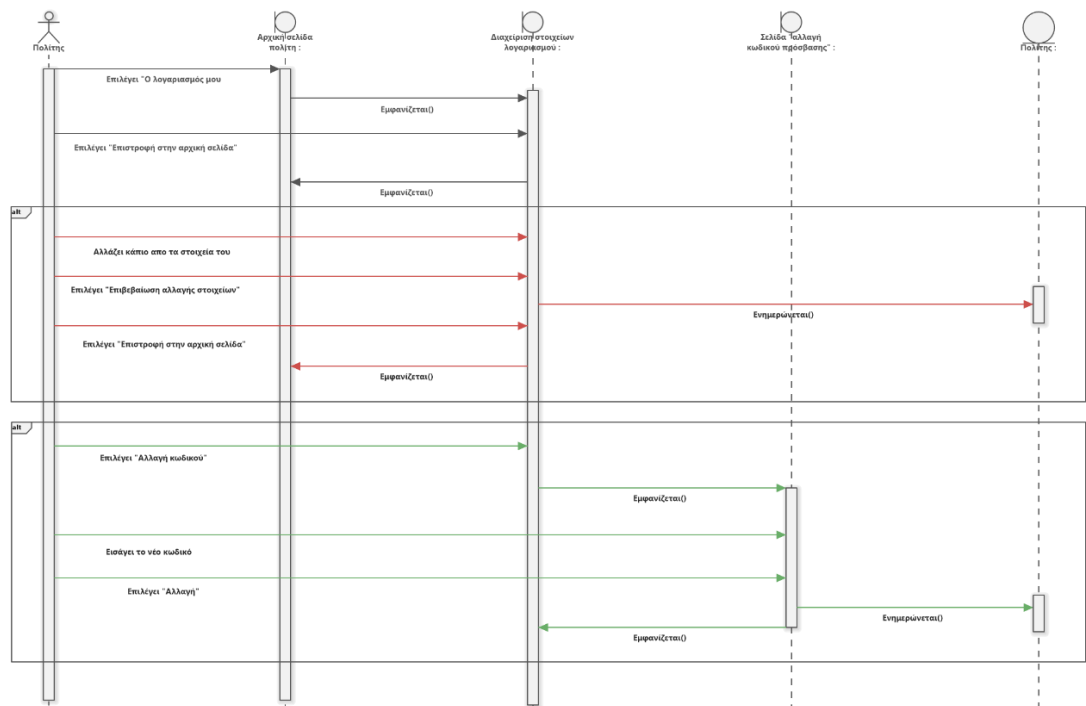 Πολίτης
Αρχική σελίδα
πολίτη :
Διαχείριση στοιχείων
λογαριασμού :
Σελίδα "αλλαγή
κωδικού πρόσβασης" :
Πολίτης :
Επιλέγει "Ο λογαριασμός μου
Εμφανίζεται()
Επιλέγει "Επιστροφή στην αρχική σελίδα"
Εμφανίζεται()
alt
Αλλάζει κάπιο απο τα στοιχεία του
Επιλέγει "Επιβεβαίωση αλλαγής στοιχείων"
Ενημερώνεται()
Επιλέγει "Επιστροφή στην αρχική σελίδα"
Εμφανίζεται()
alt
Επιλέγει "Αλλαγή κωδικού"
Εμφανίζεται()
Εισάγει το νέο κωδικό
Επιλέγει "Αλλαγή"
Ενημερώνεται()
Εμφανίζεται()